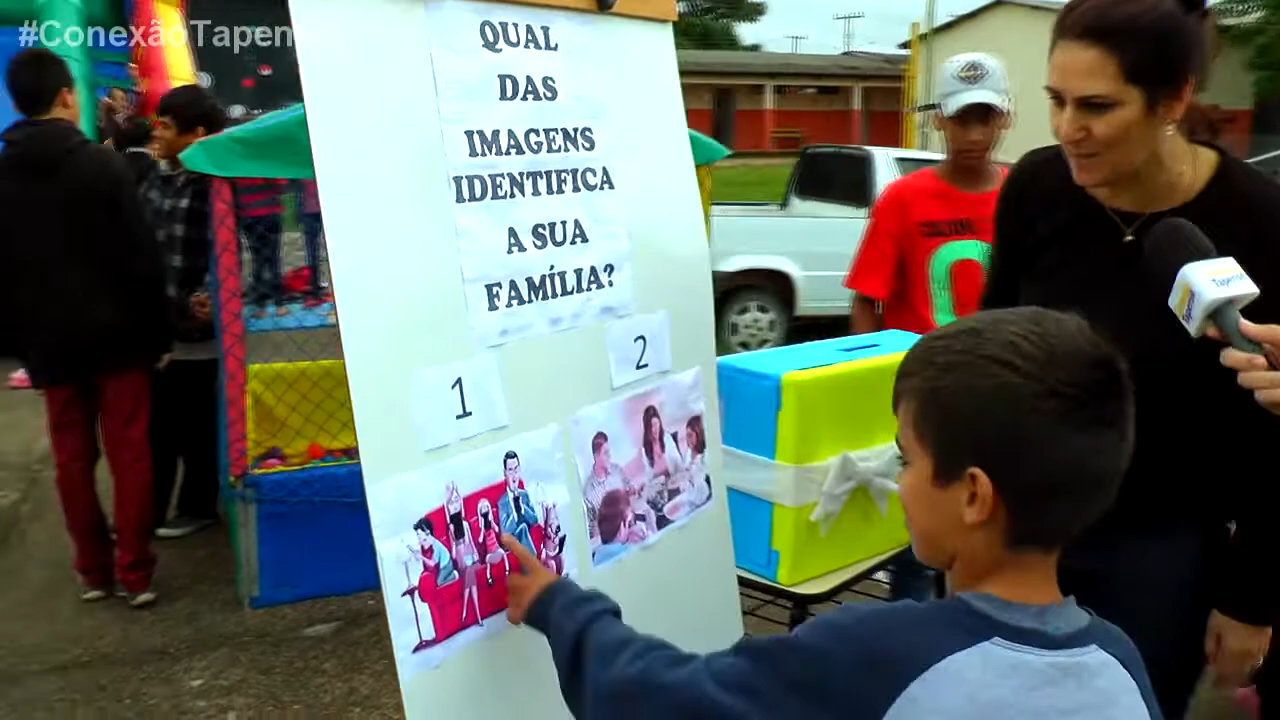 #ConexãoTapen
QUAL
DAS
IMAGENS
IDENTIFICA
A SUA
FAMÍLIA?
1
2